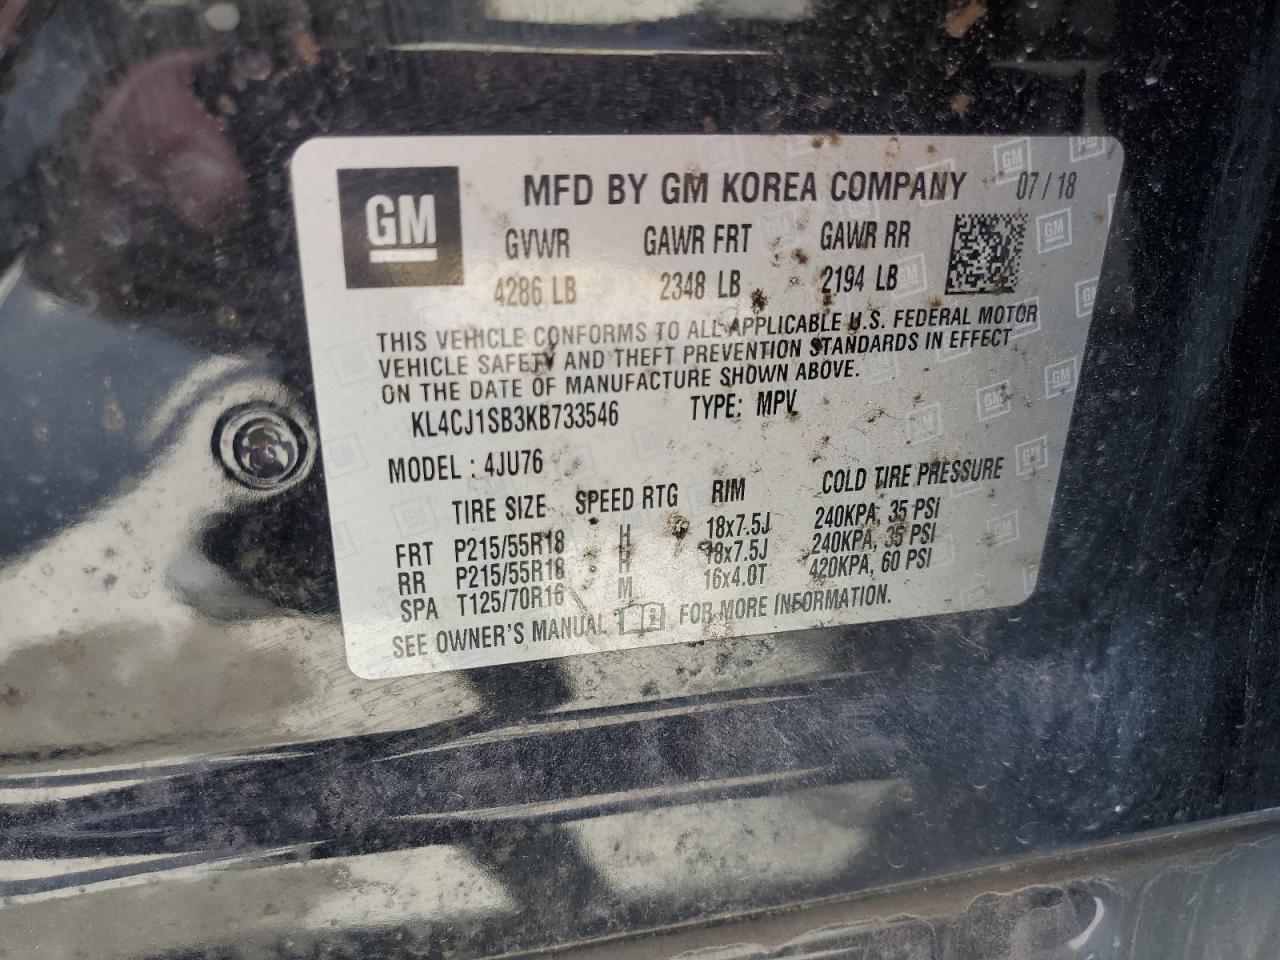 GM
MFD BY GM KOREA COMPANY 07 / 18
GVWR GAWR FRT GAWR RR
4286 LB 2348 LB 2194 LB
THIS VEHICLE CONFORMS TO ALL APPLICABLE U.S. FEDERAL MOTOR
VEHICLE SAFETY AND THEFT PREVENTION STANDARDS IN EFFECT
ON THE DATE OF MANUFACTURE SHOWN ABOVE.
KL4CJ1SB3KB733546 TYPE: MPV
MODEL : 4JU76
TIRE SIZE SPEED RTG RIM COLD TIRE PRESSURE
FRT P215/55R18 H 18x7.5J 240KPA, 35 PSI
RR P215/55R18 H 18x7.5J 240KPA, 35 PSI
SPA T125/70R16 M 16x4.0T 420KPA, 60 PSI
SEE OWNER'S MANUAL FOR MORE INFORMATION.